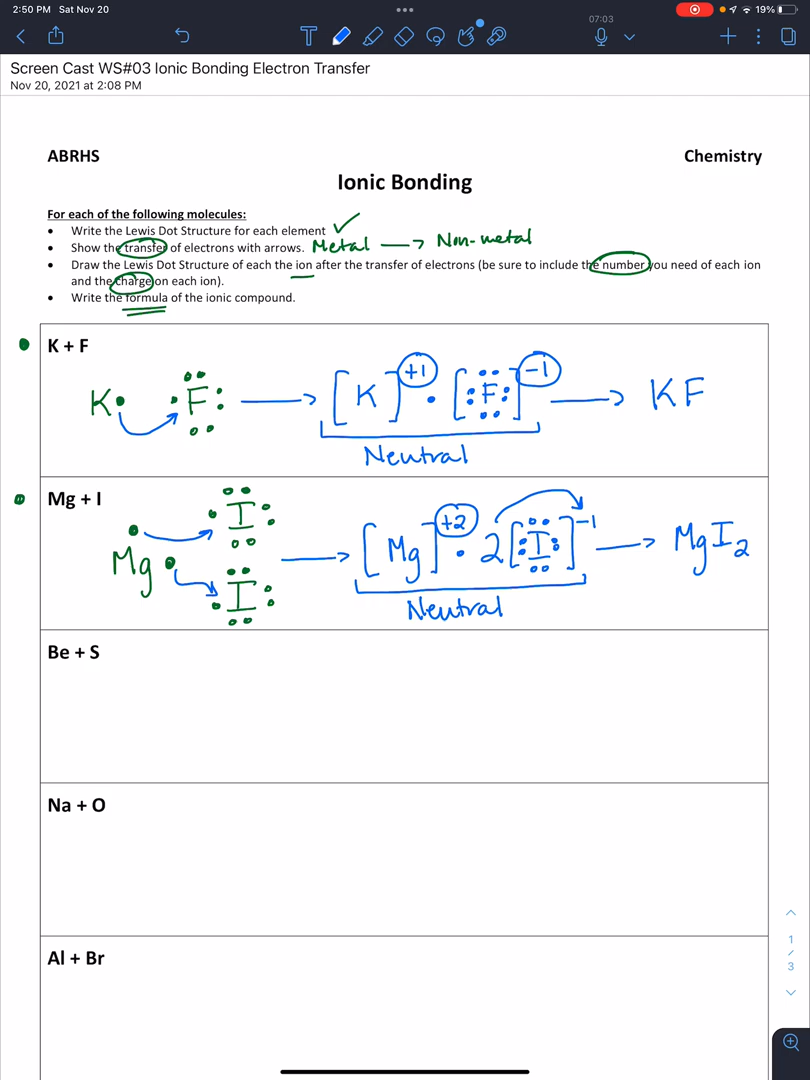 2:50 PM Sat Nov 20
19%
07:03
T
Screen Cast WS#03 Ionic Bonding Electron Transfer
Nov 20, 2021 at 2:08 PM
ABRHS Chemistry
Ionic Bonding
For each of the following molecules:
• Write the Lewis Dot Structure for each element ✓
• Show the transfer of electrons with arrows. Metal → Non-metal
• Draw the Lewis Dot Structure of each the ion after the transfer of electrons (be sure to include the number you need of each ion
and the charge on each ion).
• Write the formula of the ionic compound.
K + F
K F → [K]+1 • [F]-1 → KF
Neutral
Mg + I
Mg I I → [Mg]+2 • 2[I]-1 → MgI2
Neutral
Be + S
Na + O
Al + Br
1
/
3